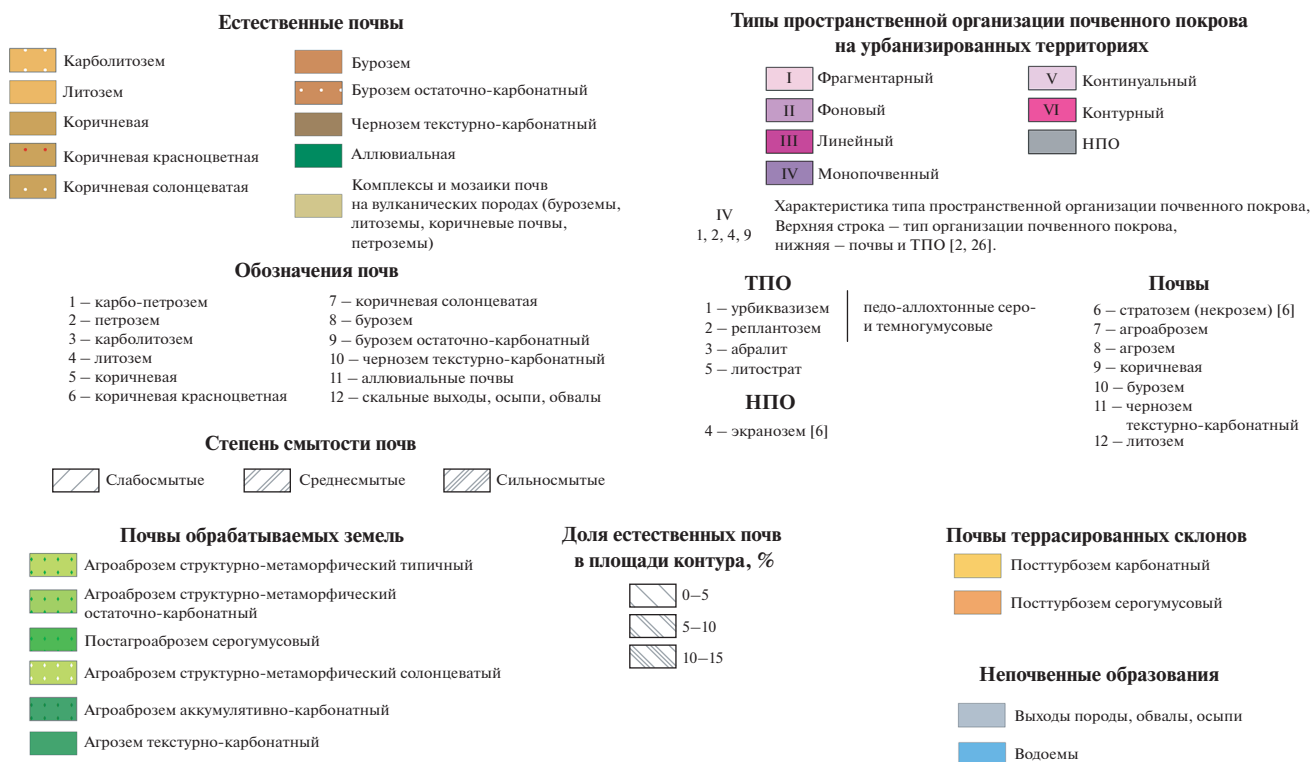 Естественные почвы
Карболитозем
Литозем
Коричневая
Коричневая красноцветная
Коричневая солонцеватая
Бурозем
Бурозем остаточно-карбонатный
Чернозем текстурно-карбонатный
Аллювиальная
Комплексы и мозаики почв
на вулканических породах (буроземы,
литоземы, коричневые почвы,
петроземы)
Типы пространственной организации почвенного покрова
на урбанизированных территориях
I Фрагментарный
II Фоновый
III Линейный
IV Монопочвенный
V Континуальный
VI Контурный
НПО
IV
1, 2, 4, 9
Характеристика типа пространственной организации почвенного покрова,
Верхняя строка – тип организации почвенного покрова,
нижняя – почвы и ТПО [2, 26].
Обозначения почв
1 – карбо-петрозем
2 – петрозем
3 – карболитозем
4 – литозем
5 – коричневая
6 – коричневая красноцветная
7 – коричневая солонцеватая
8 – бурозем
9 – бурозем остаточно-карбонатный
10 – чернозем текстурно-карбонатный
11 – аллювиальные почвы
12 – скальные выходы, осыпи, обвалы
ТПО
1 – урбиквазизем
2 – реплантозем
3 – абралит
5 – литострат
педо-аллохтонные серо-
и темногумусовые
НПО
4 – экранозем [6]
Почвы
6 – стратозем (некрозем) [6]
7 – агроаброзем
8 – агрозем
9 – коричневая
10 – бурозем
11 – чернозем
текстурно-карбонатный
12 – литозем
Степень смытости почв
Слабосмытые
Среднесмытые
Сильносмытые
Почвы обрабатываемых земель
Агроаброзем структурно-метаморфический типичный
Агроаброзем структурно-метаморфический
остаточно-карбонатный
Постагроаброзем серогумусовый
Агроаброзем структурно-метаморфический солонцеватый
Агроаброзем аккумулятивно-карбонатный
Агрозем текстурно-карбонатный
Доля естественных почв
в площади контура, %
0–5
5–10
10–15
Почвы террасированных склонов
Посттурбозем карбонатный
Посттурбозем серогумусовый
Непочвенные образования
Выходы породы, обвалы, осыпи
Водоемы